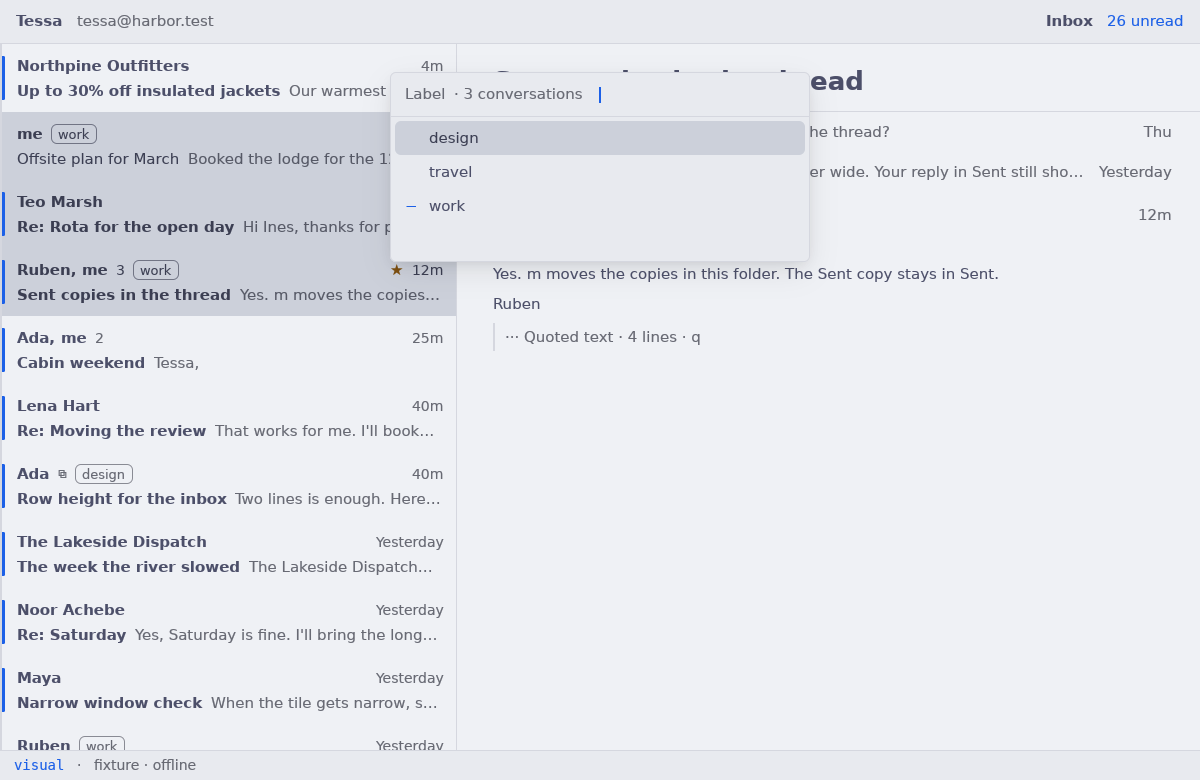 Tessa tessa@harbor.test
Inbox 26 unread
Northpine Outfitters 4m
Up to 30% off insulated jackets Our warmest
me work
Offsite plan for March Booked the lodge for the
Teo Marsh
Re: Rota for the open day Hi Ines, thanks for
Ruben, me 3 work ★ 12m
Sent copies in the thread Yes. m moves the copies…
Ada, me 2 25m
Cabin weekend Tessa,
Lena Hart 40m
Re: Moving the review That works for me. I'll book…
Ada design 40m
Row height for the inbox Two lines is enough. Here…
The Lakeside Dispatch Yesterday
The week the river slowed The Lakeside Dispatch…
Noor Achebe Yesterday
Re: Saturday Yes, Saturday is fine. I'll bring the long…
Maya Yesterday
Narrow window check When the tile gets narrow, s…
Ruben work Yesterday
Label · 3 conversations
design
travel
– work
the thread? Thu
wide. Your reply in Sent still sho… Yesterday
12m
Yes. m moves the copies in this folder. The Sent copy stays in Sent.
Ruben
··· Quoted text · 4 lines · q
visual · fixture · offline